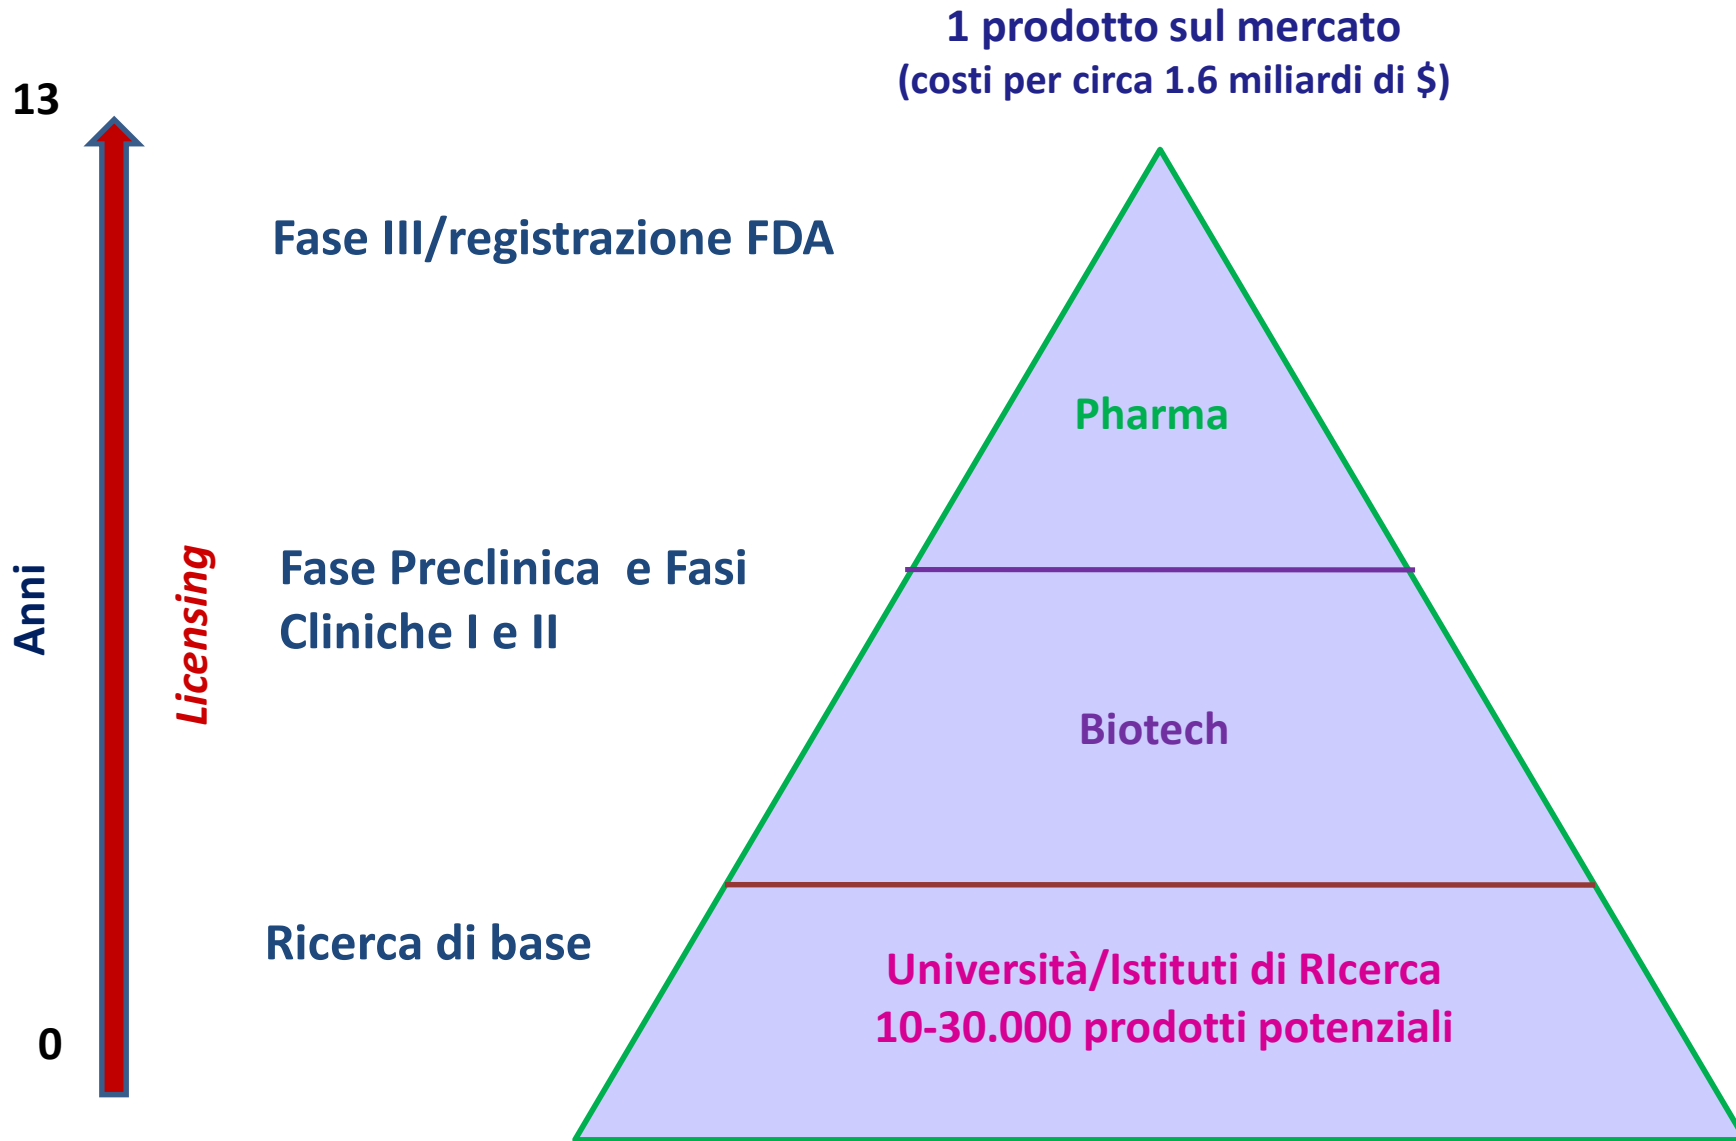 1 prodotto sul mercato
(costi per circa 1.6 miliardi di $)
13
Fase III/registrazione FDA
Pharma
Anni
Licensing
Fase Preclinica e Fasi
Cliniche I e II
Biotech
Ricerca di base
Università/Istituti di RIcerca
10-30.000 prodotti potenziali
0